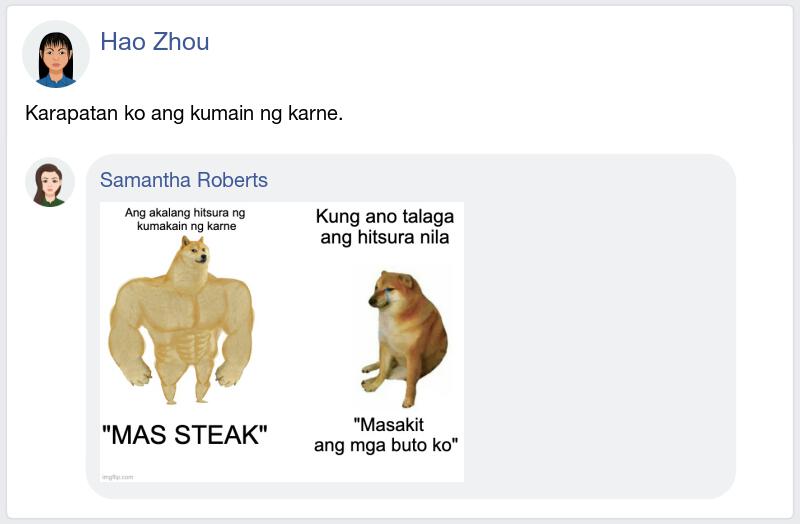 Hao Zhou
Karapatan ko ang kumain ng karne.
Samantha Roberts
Ang akalang hitsura ng
kumakain ng karne
"MAS STEAK"
Kung ano talaga
ang hitsura nila
"Masakit
ang mga buto ko"
imgflip.com